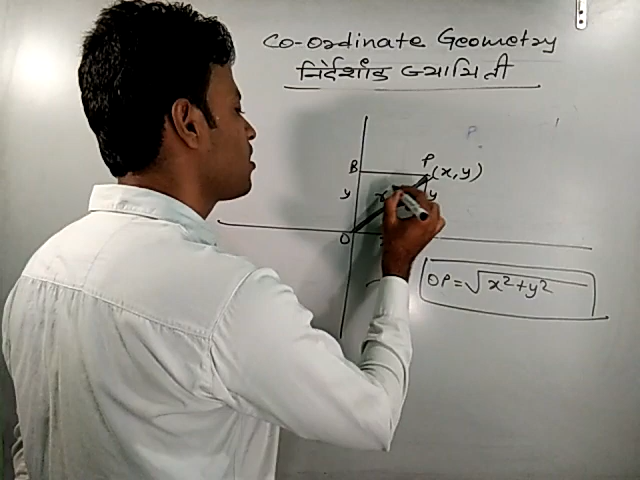 Co-ordinate Geometry
निर्देशांक ज्यामिती
B
P
(x, y)
y
x
y
O
OP = √x²+y²